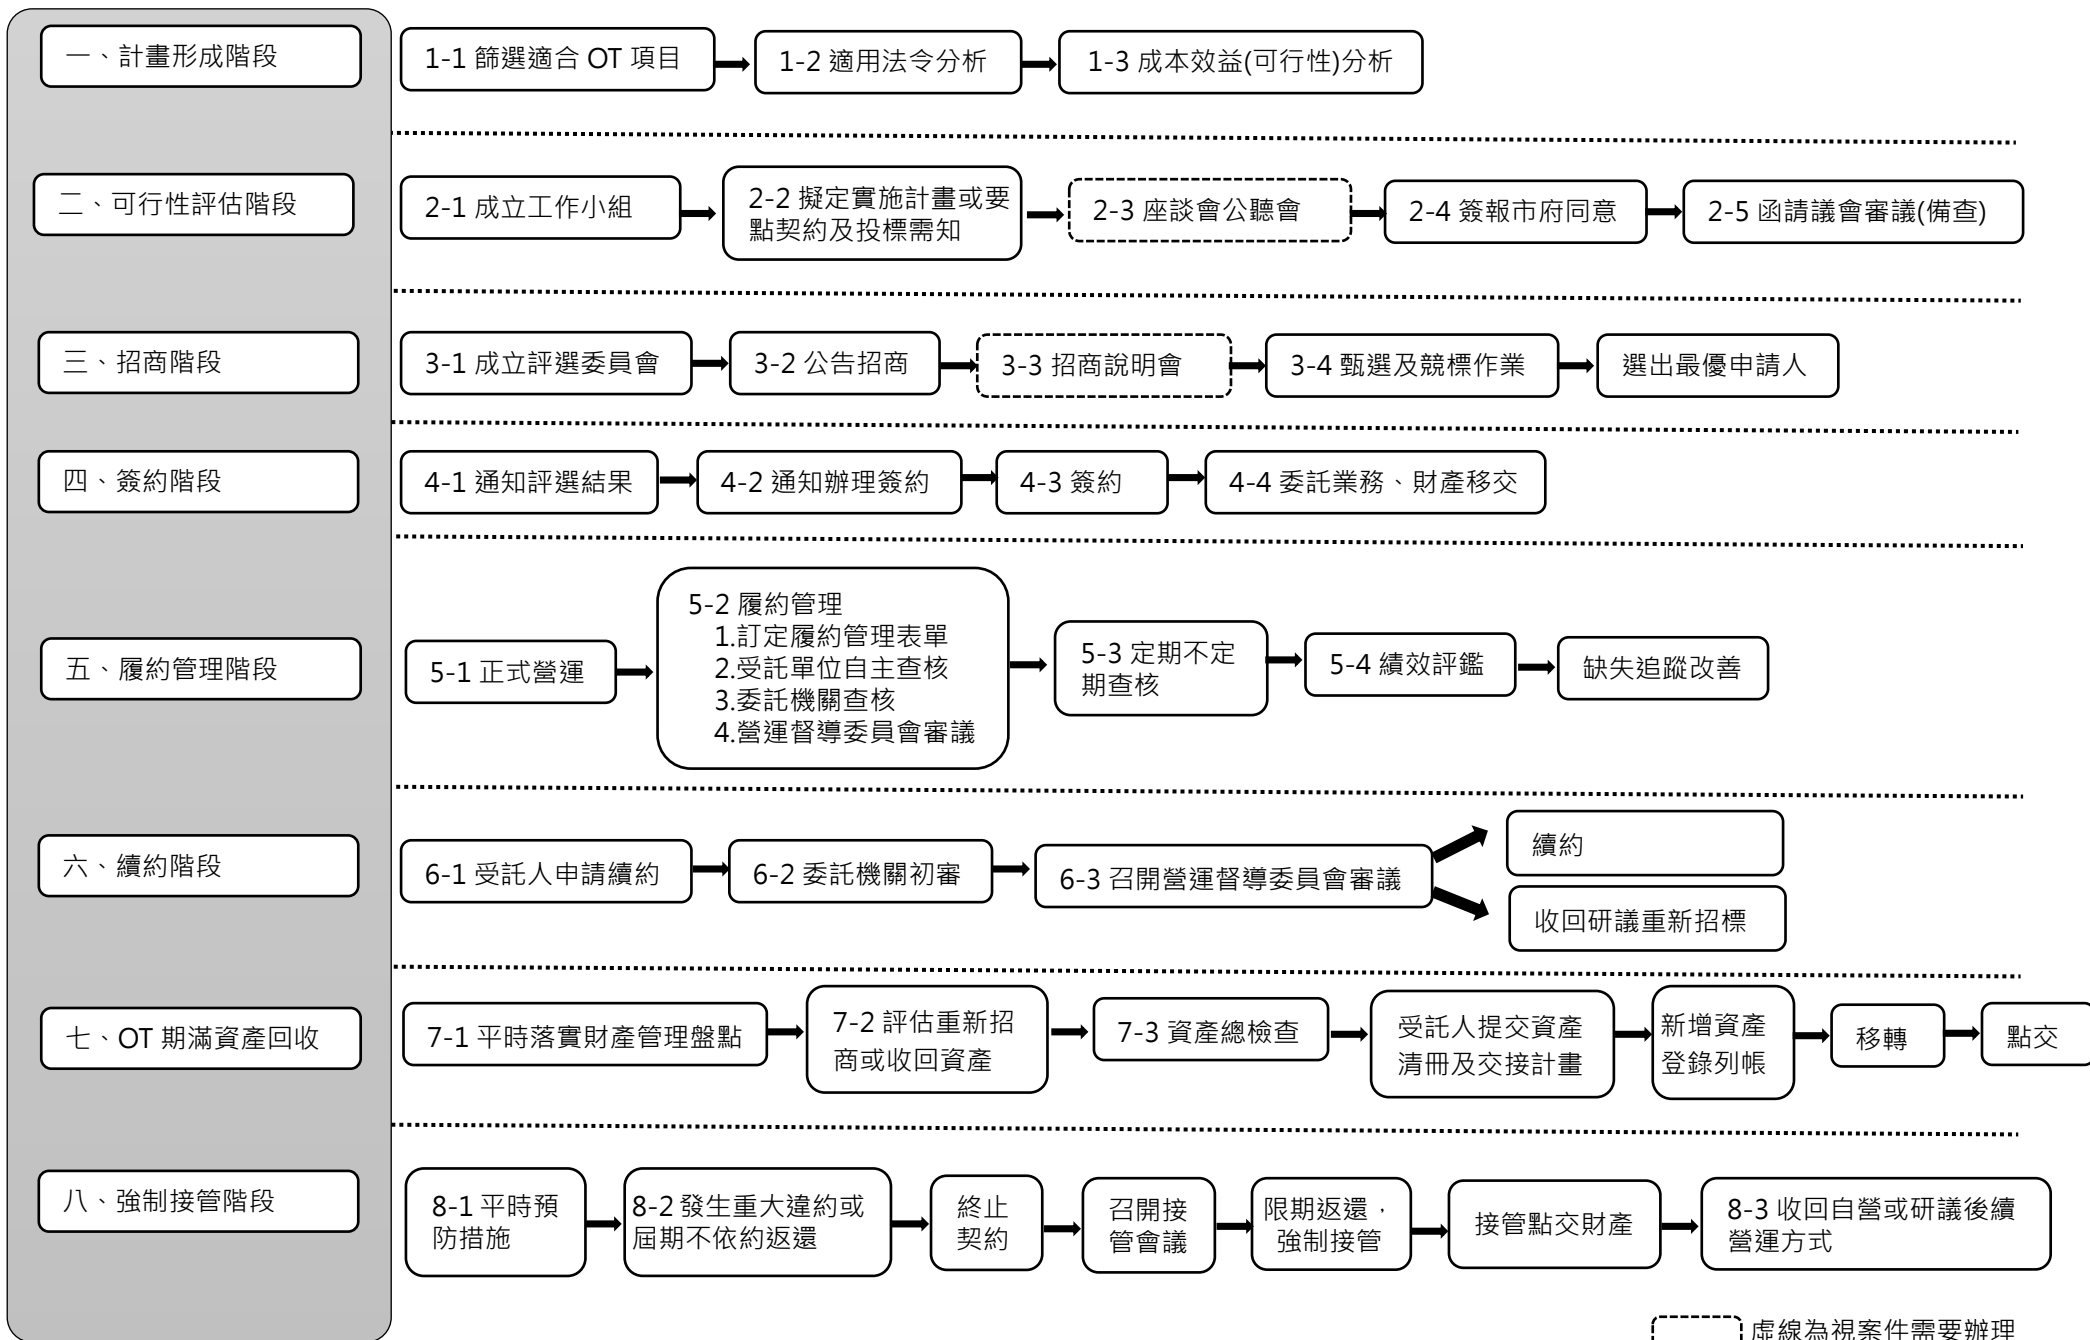 一、計畫形成階段
1-1 篩選適合 OT 項目
1-2 適用法令分析
1-3 成本效益(可行性)分析
二、可行性評估階段
2-1 成立工作小組
2-2 擬定實施計畫或要
點契約及投標需知
2-3 座談會公聽會
2-4 簽報市府同意
2-5 函請議會審議(備查)
三、招商階段
3-1 成立評選委員會
3-2 公告招商
3-3 招商說明會
3-4 甄選及競標作業
選出最優申請人
四、簽約階段
4-1 通知評選結果
4-2 通知辦理簽約
4-3 簽約
4-4 委託業務、財產移交
五、履約管理階段
5-1 正式營運
5-2 履約管理
1.訂定履約管理表單
2.受託單位自主查核
3.委託機關查核
4.營運督導委員會審議
5-3 定期不定
期查核
5-4 績效評鑑
缺失追蹤改善
六、續約階段
6-1 受託人申請續約
6-2 委託機關初審
6-3 召開營運督導委員會審議
續約
收回研議重新招標
七、OT 期滿資產回收
7-1 平時落實財產管理盤點
7-2 評估重新招
商或收回資產
7-3 資產總檢查
受託人提交資產
清冊及交接計畫
新增資產
登錄列帳
移轉
點交
八、強制接管階段
8-1 平時預
防措施
8-2 發生重大違約或
屆期不依約返還
終止
契約
召開接
管會議
限期返還，
強制接管
接管點交財產
8-3 收回自營或研議後續
營運方式
虛線為視案件需要辦理